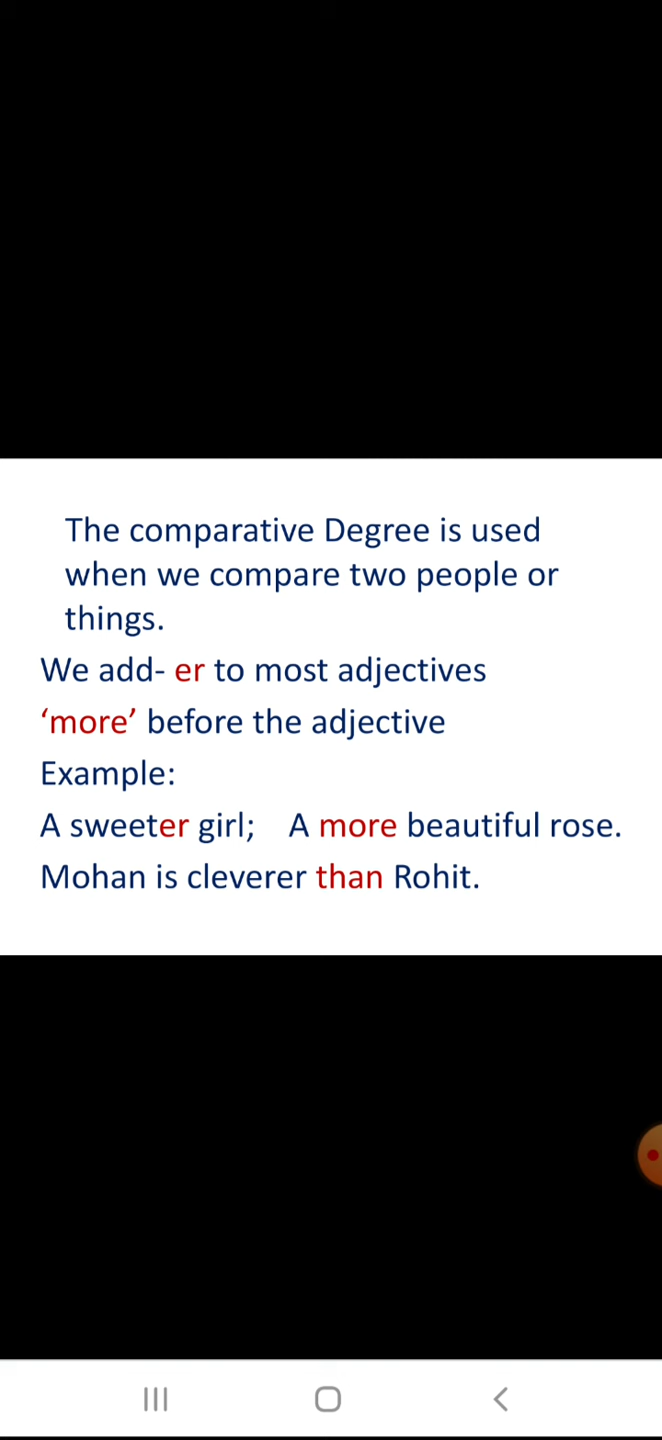 The comparative Degree is used
when we compare two people or
things.
We add- er to most adjectives
‘more’ before the adjective
Example:
A sweeter girl;    A more beautiful rose.
Mohan is cleverer than Rohit.